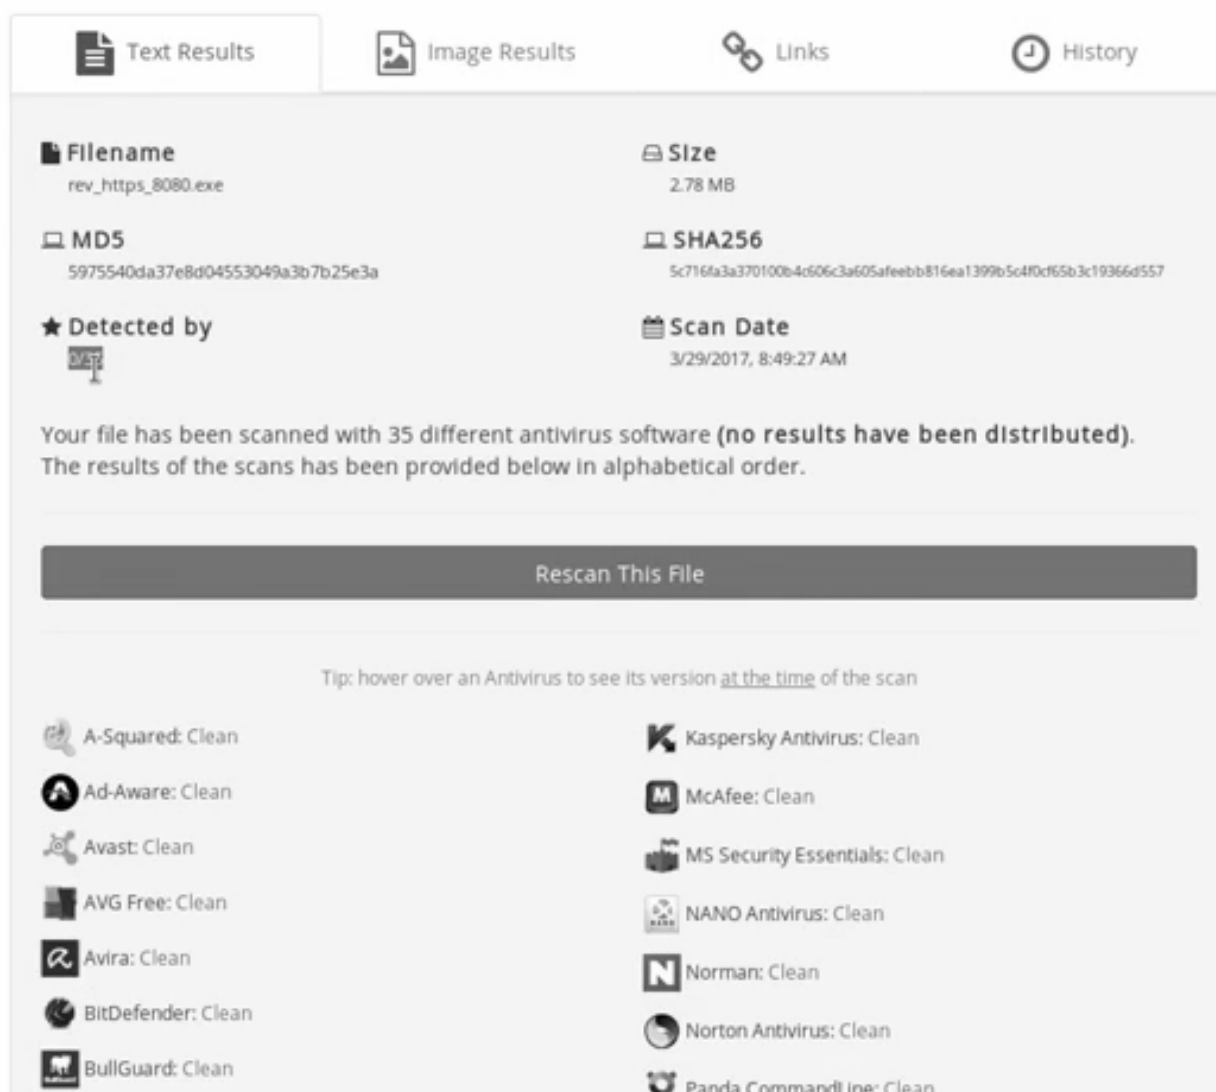 Text Results
Image Results
Links
History
Filename
rev_https_8080.exe
Size
2.78 MB
MD5
5975540da37e8d04553049a3b7b25e3a
SHA256
5c716fa3a370100b4c606c3a605afeebb816ea1399b5c4f0cf65b3c19366d557
Detected by
Scan Date
3/29/2017, 8:49:27 AM
Your file has been scanned with 35 different antivirus software (no results have been distributed).
The results of the scans has been provided below in alphabetical order.
Rescan This File
Tip: hover over an Antivirus to see its version at the time of the scan
A-Squared: Clean
Ad-Aware: Clean
Avast: Clean
AVG Free: Clean
Avira: Clean
BitDefender: Clean
BullGuard: Clean
Kaspersky Antivirus: Clean
McAfee: Clean
MS Security Essentials: Clean
NANO Antivirus: Clean
Norman: Clean
Norton Antivirus: Clean
Panda CommandLine: Clean